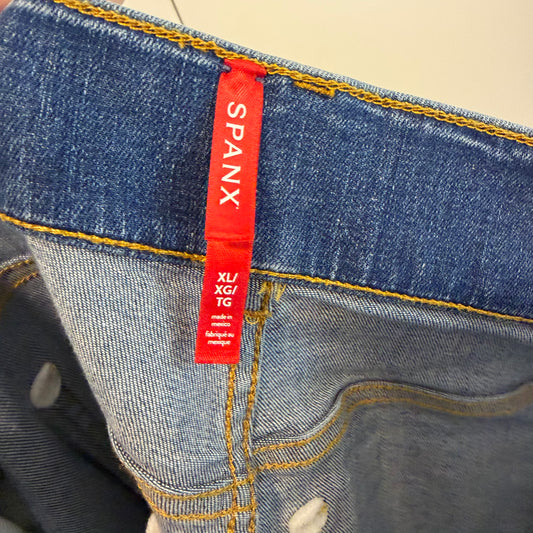 SPANX
XL/
XG/
TG
made in
mexico
fabriqué au
mexique